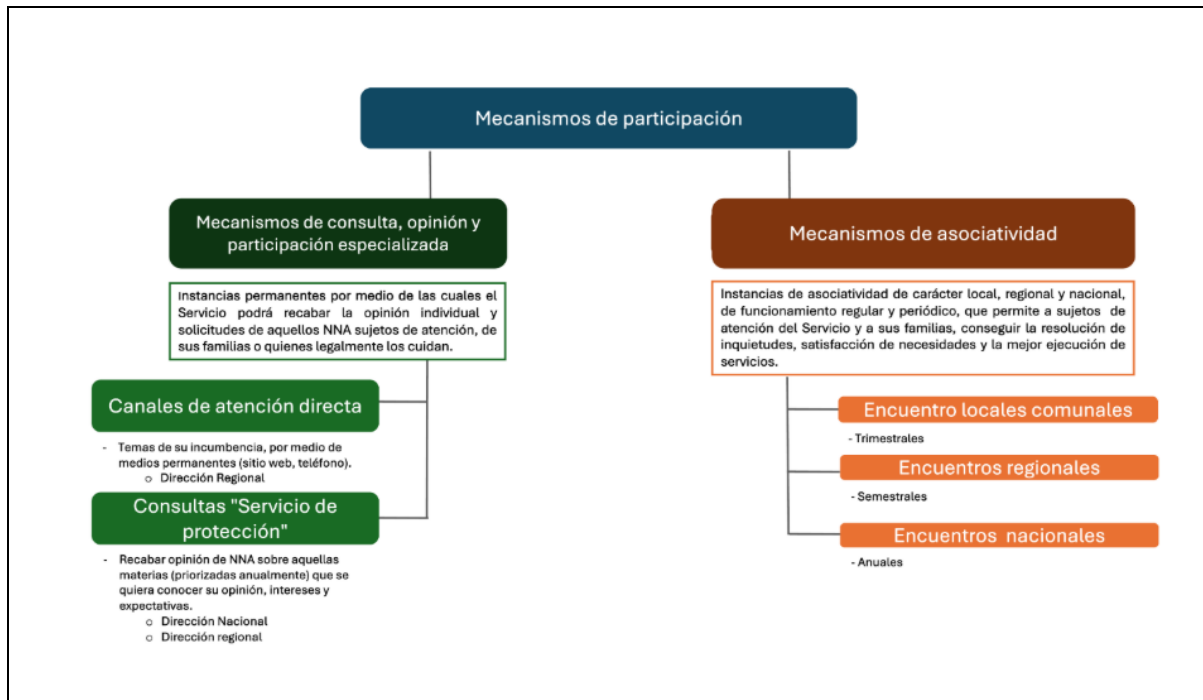 Mecanismos de participación
Mecanismos de consulta, opinión y
participación especializada
Instancias permanentes por medio de las cuales el
Servicio podrá recabar la opinión individual y
solicitudes de aquellos NNA sujetos de atención, de
sus familias o quienes legalmente los cuidan.
Canales de atención directa
- Temas de su incumbencia, por medio de
medios permanentes (sitio web, teléfono).
o Dirección Regional
Consultas "Servicio de
protección"
- Recabar opinión de NNA sobre aquellas
materias (priorizadas anualmente) que se
quiera conocer su opinión, intereses y
expectativas.
o Dirección Nacional
o Dirección regional
Mecanismos de asociatividad
Instancias de asociatividad de carácter local, regional y nacional,
de funcionamiento regular y periódico, que permite a sujetos de
atención del Servicio y a sus familias, conseguir la resolución de
inquietudes, satisfacción de necesidades y la mejor ejecución de
servicios.
Encuentro locales comunales
- Trimestrales
Encuentros regionales
- Semestrales
Encuentros nacionales
- Anuales